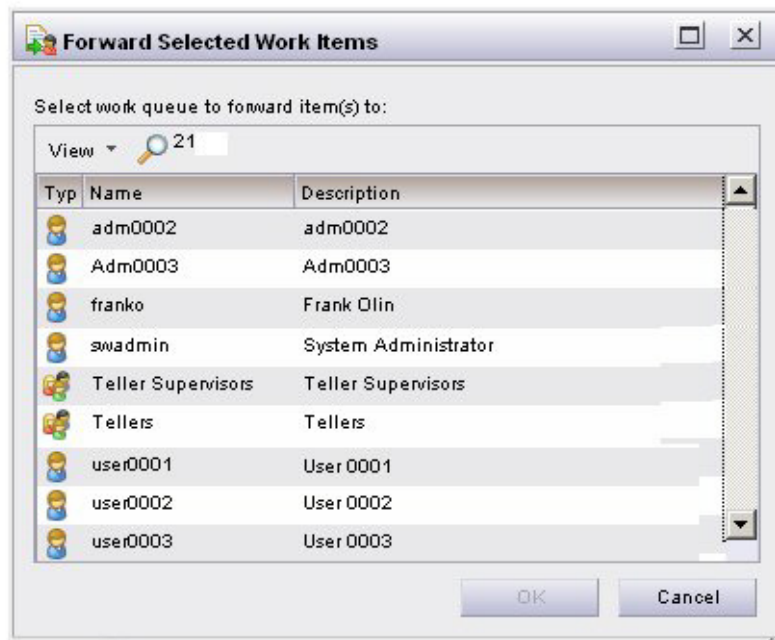 Forward Selected Work Items
Select work queue to forward item(s) to:
View 21
Typ Name Description
adm0002 adm0002
Adm0003 Adm0003
franko Frank Olin
swadmin System Administrator
Teller Supervisors Teller Supervisors
Tellers Tellers
user0001 User 0001
user0002 User 0002
user0003 User 0003
OK Cancel